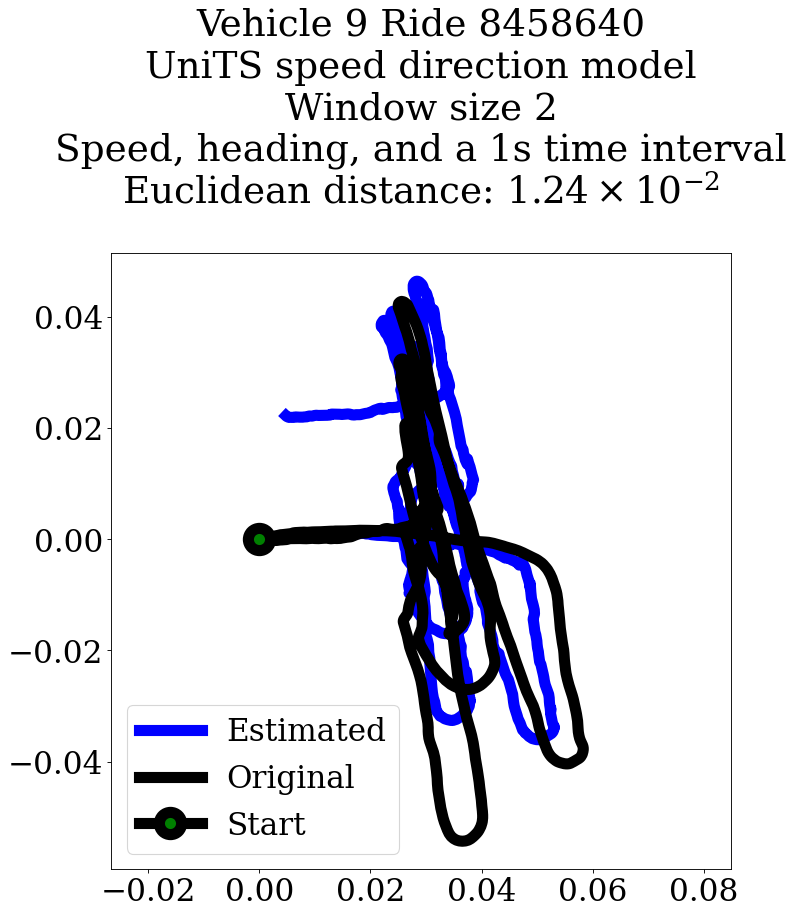 Vehicle 9 Ride 8458640
UniTS speed direction model
Window size 2
Speed, heading, and a 1s time interval
Euclidean distance: 1.24 × 10⁻²
0.04
0.02
0.00
−0.02
−0.04
Estimated
Original
Start
−0.02 0.00 0.02 0.04 0.06 0.08